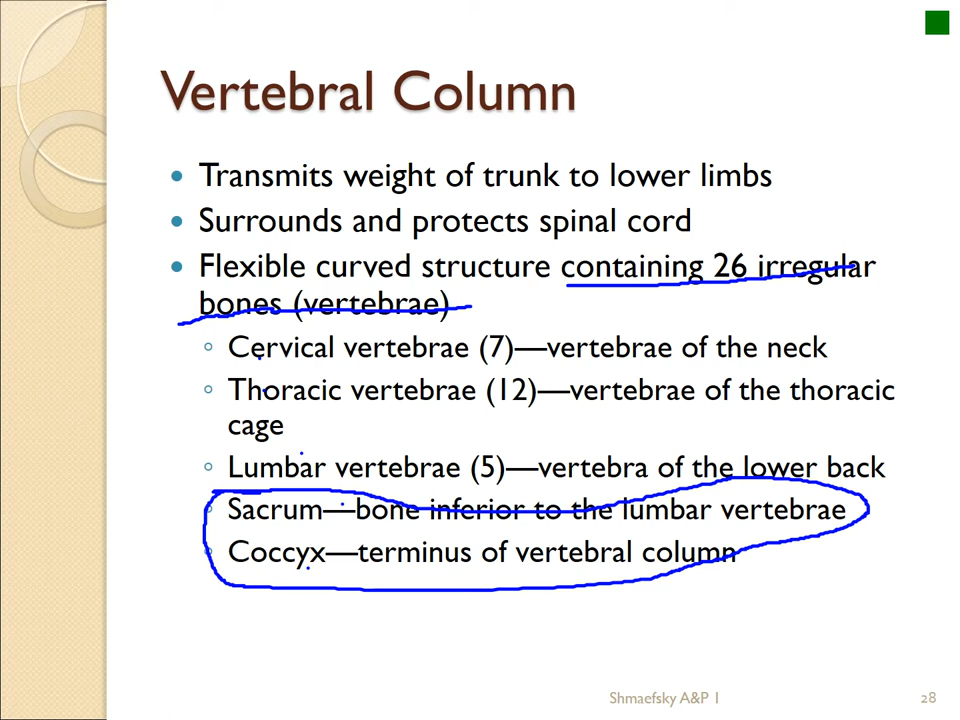 Vertebral Column
Transmits weight of trunk to lower limbs
Surrounds and protects spinal cord
Flexible curved structure containing 26 irregular
bones (vertebrae)
Cervical vertebrae (7)—vertebrae of the neck
Thoracic vertebrae (12)—vertebrae of the thoracic
cage
Lumbar vertebrae (5)—vertebra of the lower back
Sacrum—bone inferior to the lumbar vertebrae
Coccyx—terminus of vertebral column
Shmaefsky A&P 1
28